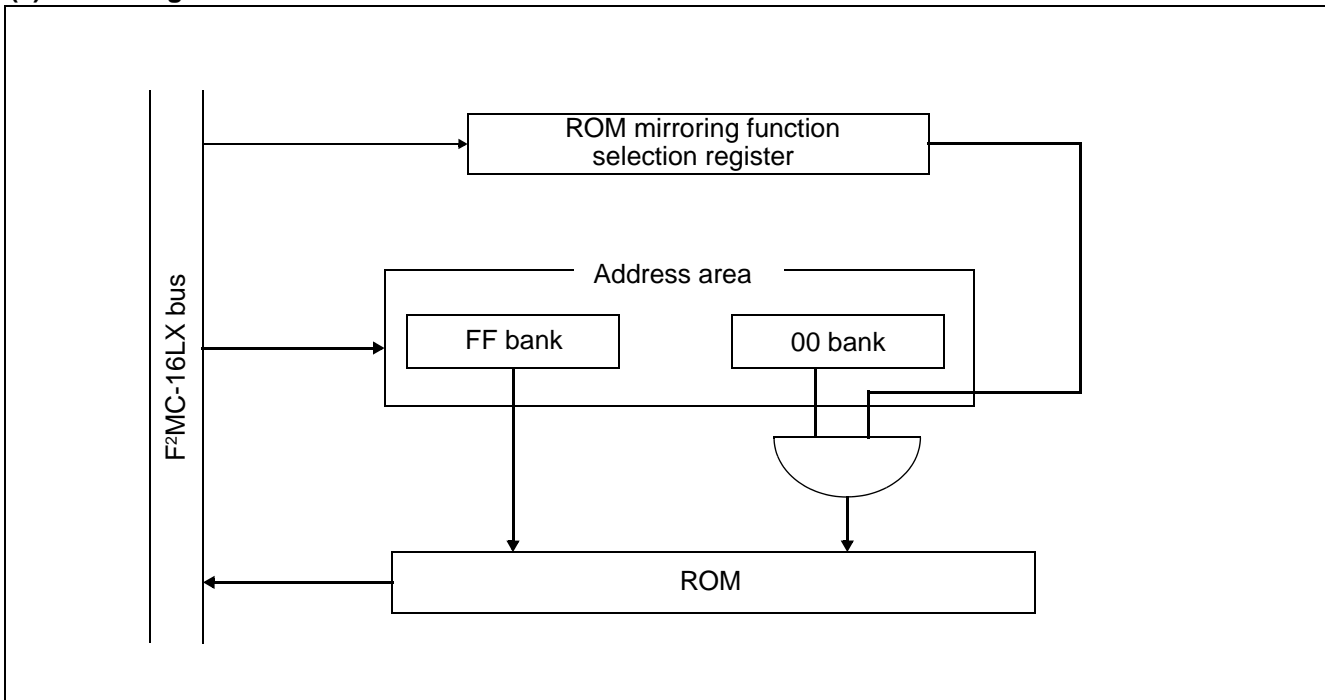 ROM mirroring function
selection register
Address area
FF bank
00 bank
F²MC-16LX bus
ROM